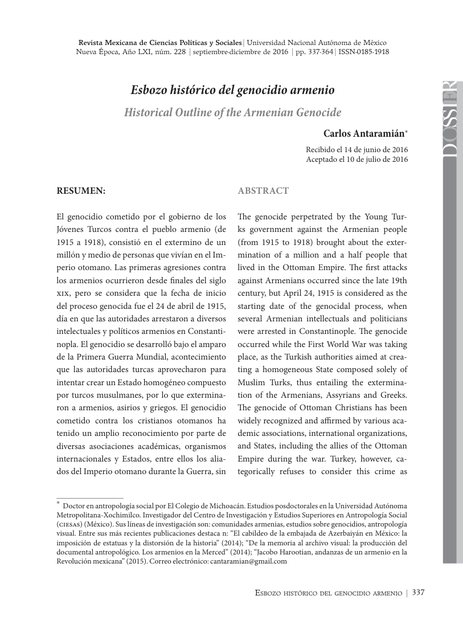 Revista Mexicana de Ciencias Políticas y Sociales| Universidad Nacional Autónoma de México
Nueva Época, Año LXI, núm. 228 | septiembre-diciembre de 2016 | pp. 337-364| ISSN-0185-1918
Esbozo histórico del genocidio armenio
Historical Outline of the Armenian Genocide
Carlos Antaramián*
Recibido el 14 de junio de 2016
Aceptado el 10 de julio de 2016
DOSSIER
RESUMEN:
El genocidio cometido por el gobierno de los
Jóvenes Turcos contra el pueblo armenio (de
1915 a 1918), consistió en el extermino de un
millón y medio de personas que vivían en el Im-
perio otomano. Las primeras agresiones contra
los armenios ocurrieron desde finales del siglo
XIX, pero se considera que la fecha de inicio
del proceso genocida fue el 24 de abril de 1915,
día en que las autoridades arrestaron a diversos
intelectuales y políticos armenios en Constanti-
nopla. El genocidio se desarrolló bajo el amparo
de la Primera Guerra Mundial, acontecimiento
que las autoridades turcas aprovecharon para
intentar crear un Estado homogéneo compuesto
por turcos musulmanes, por lo que extermina-
ron a armenios, asirios y griegos. El genocidio
cometido contra los cristianos otomanos ha
tenido un amplio reconocimiento por parte de
diversas asociaciones académicas, organismos
internacionales y Estados, entre ellos los alia-
dos del Imperio otomano durante la Guerra, sin
ABSTRACT
The genocide perpetrated by the Young Tur-
ks government against the Armenian people
(from 1915 to 1918) brought about the exter-
mination of a million and a half people that
lived in the Ottoman Empire. The first attacks
against Armenians occurred since the late 19th
century, but April 24, 1915 is considered as the
starting date of the genocidal process, when
several Armenian intellectuals and politicians
were arrested in Constantinople. The genocide
occurred while the First World War was taking
place, as the Turkish authorities aimed at crea-
ting a homogeneous State composed solely of
Muslim Turks, thus entailing the extermina-
tion of the Armenians, Assyrians and Greeks.
The genocide of Ottoman Christians has been
widely recognized and affirmed by various aca-
demic associations, international organizations,
and States, including the allies of the Ottoman
Empire during the war. Turkey, however, ca-
tegorically refuses to consider this crime as
* Doctor en antropología social por El Colegio de Michoacán. Estudios posdoctorales en la Universidad Autónoma
Metropolitana-Xochimilco. Investigador del Centro de Investigación y Estudios Superiores en Antropología Social
(CIESAS) (México). Sus líneas de investigación son: comunidades armenias, estudios sobre genocidios, antropología
visual. Entre sus más recientes publicaciones destaca n: "El cabildeo de la embajada de Azerbaiyán en México: la
imposición de estatuas y la distorsión de la historia" (2014); "De la memoria al archivo visual: la producción del
documental antropológico. Los armenios en la Merced" (2014); "Jacobo Harootian, andanzas de un armenio en la
Revolución mexicana" (2015). Correo electrónico: cantaramian@gmail.com
ESBOZO HISTÓRICO DEL GENOCIDIO ARMENIO | 337